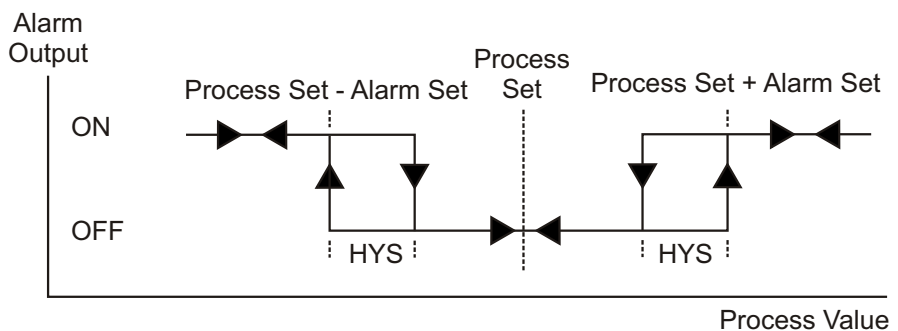 Alarm
Output
Process
Set
Process Set - Alarm Set
Process Set + Alarm Set
ON
OFF
HYS
HYS
Process Value